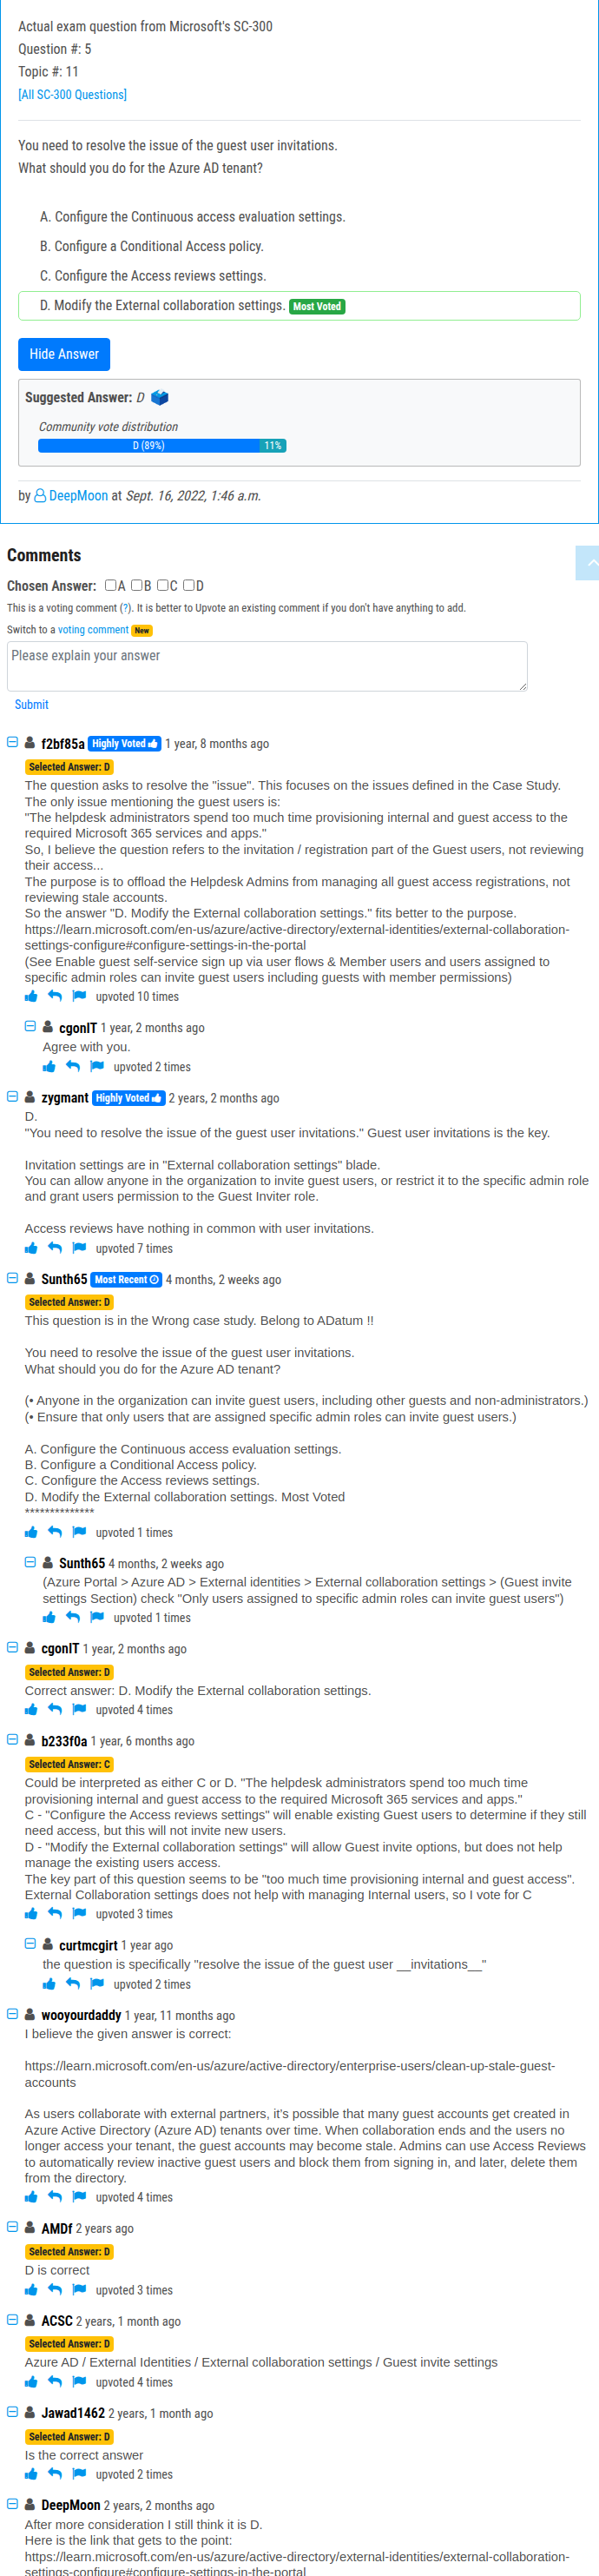 Actual exam question from Microsoft's SC-300
Question #: 5
Topic #: 11
[All SC-300 Questions]
You need to resolve the issue of the guest user invitations.
What should you do for the Azure AD tenant?
A. Configure the Continuous access evaluation settings.
B. Configure a Conditional Access policy.
C. Configure the Access reviews settings.
D. Modify the External collaboration settings. Most Voted
Hide Answer
Suggested Answer: D
Community vote distribution
D (89%) 11%
by DeepMoon at Sept. 16, 2022, 1:46 a.m.
Comments
Chosen Answer: A B C D
This is a voting comment (?). It is better to Upvote an existing comment if you don't have anything to add.
Switch to a voting comment New
Please explain your answer
Submit
f2bf85a Highly Voted 1 year, 8 months ago
Selected Answer: D
The question asks to resolve the "issue". This focuses on the issues defined in the Case Study.
The only issue mentioning the guest users is:
"The helpdesk administrators spend too much time provisioning internal and guest access to the
required Microsoft 365 services and apps."
So, I believe the question refers to the invitation / registration part of the Guest users, not reviewing
their access...
The purpose is to offload the Helpdesk Admins from managing all guest access registrations, not
reviewing stale accounts.
So the answer "D. Modify the External collaboration settings." fits better to the purpose.
https://learn.microsoft.com/en-us/azure/active-directory/external-identities/external-collaboration-
settings-configure#configure-settings-in-the-portal
(See Enable guest self-service sign up via user flows & Member users and users assigned to
specific admin roles can invite guest users including guests with member permissions)
upvoted 10 times
cgonIT 1 year, 2 months ago
Agree with you.
upvoted 2 times
zygmant Highly Voted 2 years, 2 months ago
D.
"You need to resolve the issue of the guest user invitations." Guest user invitations is the key.
Invitation settings are in "External collaboration settings" blade.
You can allow anyone in the organization to invite guest users, or restrict it to the specific admin role
and grant users permission to the Guest Inviter role.
Access reviews have nothing in common with user invitations.
upvoted 7 times
Sunth65 Most Recent 4 months, 2 weeks ago
Selected Answer: D
This question is in the Wrong case study. Belong to ADatum !!
You need to resolve the issue of the guest user invitations.
What should you do for the Azure AD tenant?
(• Anyone in the organization can invite guest users, including other guests and non-administrators.)
(• Ensure that only users that are assigned specific admin roles can invite guest users.)
A. Configure the Continuous access evaluation settings.
B. Configure a Conditional Access policy.
C. Configure the Access reviews settings.
D. Modify the External collaboration settings. Most Voted
**************
upvoted 1 times
Sunth65 4 months, 2 weeks ago
(Azure Portal > Azure AD > External identities > External collaboration settings > (Guest invite
settings Section) check "Only users assigned to specific admin roles can invite guest users")
upvoted 1 times
cgonIT 1 year, 2 months ago
Selected Answer: D
Correct answer: D. Modify the External collaboration settings.
upvoted 4 times
b233f0a 1 year, 6 months ago
Selected Answer: C
Could be interpreted as either C or D. "The helpdesk administrators spend too much time
provisioning internal and guest access to the required Microsoft 365 services and apps."
C - "Configure the Access reviews settings" will enable existing Guest users to determine if they still
need access, but this will not invite new users.
D - "Modify the External collaboration settings" will allow Guest invite options, but does not help
manage the existing users access.
The key part of this question seems to be "too much time provisioning internal and guest access".
External Collaboration settings does not help with managing Internal users, so I vote for C
upvoted 3 times
curtmcgirt 1 year ago
the question is specifically "resolve the issue of the guest user __invitations__"
upvoted 2 times
wooyourdaddy 1 year, 11 months ago
I believe the given answer is correct:
https://learn.microsoft.com/en-us/azure/active-directory/enterprise-users/clean-up-stale-guest-
accounts
As users collaborate with external partners, it's possible that many guest accounts get created in
Azure Active Directory (Azure AD) tenants over time. When collaboration ends and the users no
longer access your tenant, the guest accounts may become stale. Admins can use Access Reviews
to automatically review inactive guest users and block them from signing in, and later, delete them
from the directory.
upvoted 4 times
AMDf 2 years ago
Selected Answer: D
D is correct
upvoted 3 times
ACSC 2 years, 1 month ago
Selected Answer: D
Azure AD / External Identities / External collaboration settings / Guest invite settings
upvoted 4 times
Jawad1462 2 years, 1 month ago
Selected Answer: D
Is the correct answer
upvoted 2 times
DeepMoon 2 years, 2 months ago
After more consideration I still think it is D.
Here is the link that gets to the point:
https://learn.microsoft.com/en-us/azure/active-directory/external-identities/external-collaboration-
settings-configure#configure-settings-in-the-portal